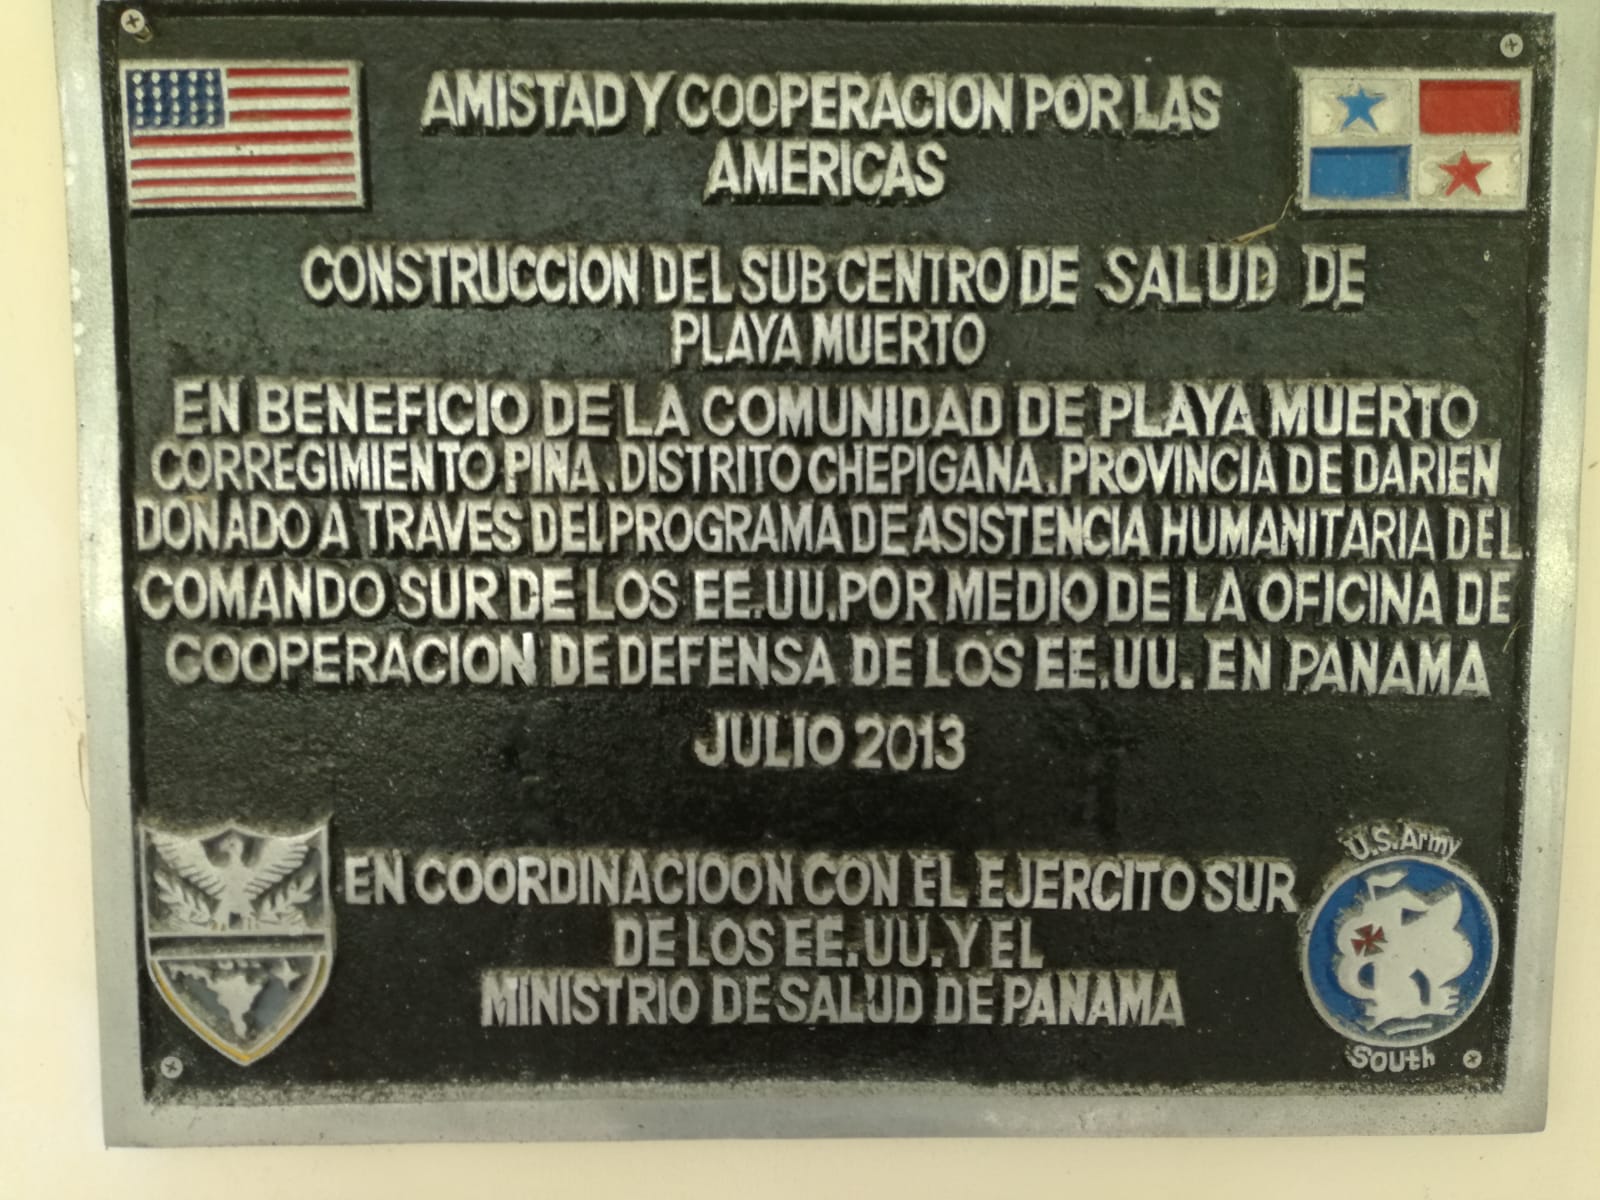 AMISTAD Y COOPERACION POR LAS
AMERICAS
CONSTRUCCION DEL SUB CENTRO DE SALUD DE
PLAYA MUERTO
EN BENEFICIO DE LA COMUNIDAD DE PLAYA MUERTO
CORREGIMIENTO PINA, DISTRITO CHEPIGANA, PROVINCIA DE DARIEN
DONADO A TRAVES DEL PROGRAMA DE ASISTENCIA HUMANITARIA DEL
COMANDO SUR DE LOS EE.UU. POR MEDIO DE LA OFICINA DE
COOPERACION DE DEFENSA DE LOS EE.UU. EN PANAMA
JULIO 2013
EN COORDINACIOON CON EL EJERCITO SUR
DE LOS EE.UU. Y EL
MINISTRIO DE SALUD DE PANAMA
U.S. Army
South